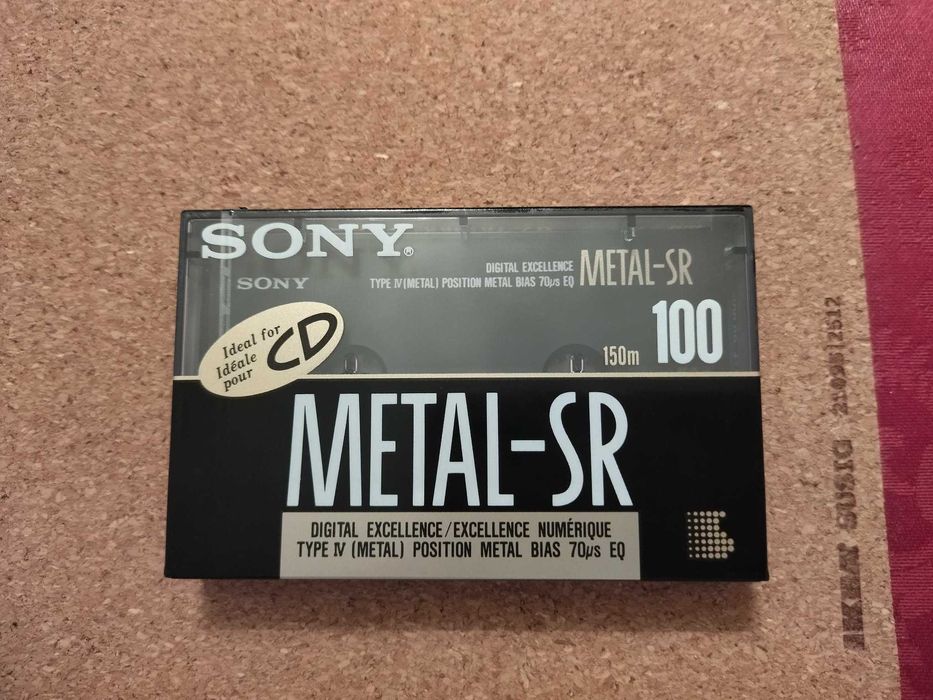 SONY®
SONY
DIGITAL EXCELLENCE METAL-SR
TYPE IV (METAL) POSITION METAL BIAS 70µs EQ
Ideal for
Idéale
pour
CD
150m 100
METAL-SR
DIGITAL EXCELLENCE/EXCELLENCE NUMÉRIQUE
TYPE IV (METAL) POSITION METAL BIAS 70µs EQ